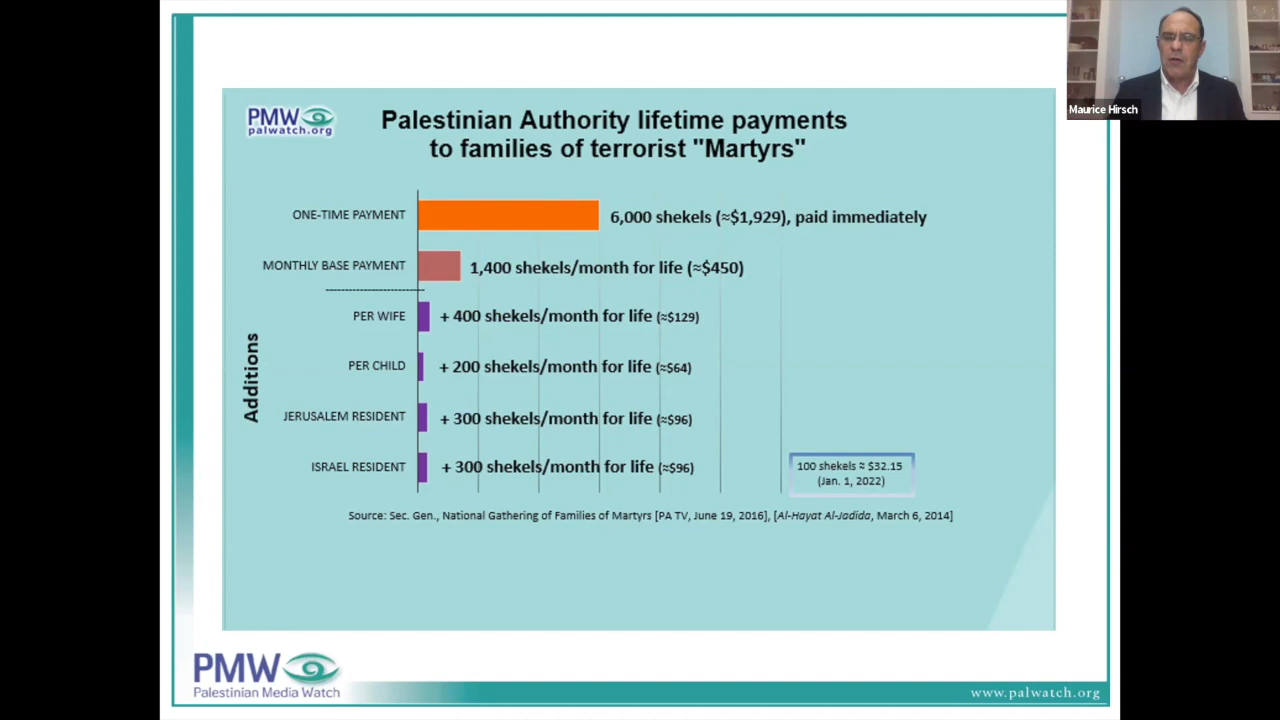 Maurice Hirsch
PMW
palwatch.org
Palestinian Authority lifetime payments
to families of terrorist "Martyrs"
ONE-TIME PAYMENT
6,000 shekels (≈$1,929), paid immediately
MONTHLY BASE PAYMENT
1,400 shekels/month for life (≈$450)
Additions
PER WIFE
+ 400 shekels/month for life (≈$129)
PER CHILD
+ 200 shekels/month for life (≈$64)
JERUSALEM RESIDENT
+ 300 shekels/month for life (≈$96)
ISRAEL RESIDENT
+ 300 shekels/month for life (≈$96)
100 shekels ≈ $32.15
(Jan. 1, 2022)
Source: Sec. Gen., National Gathering of Families of Martyrs [PA TV, June 19, 2016], [Al-Hayat Al-Jadida, March 6, 2014]
PMW
Palestinian Media Watch
www.palwatch.org